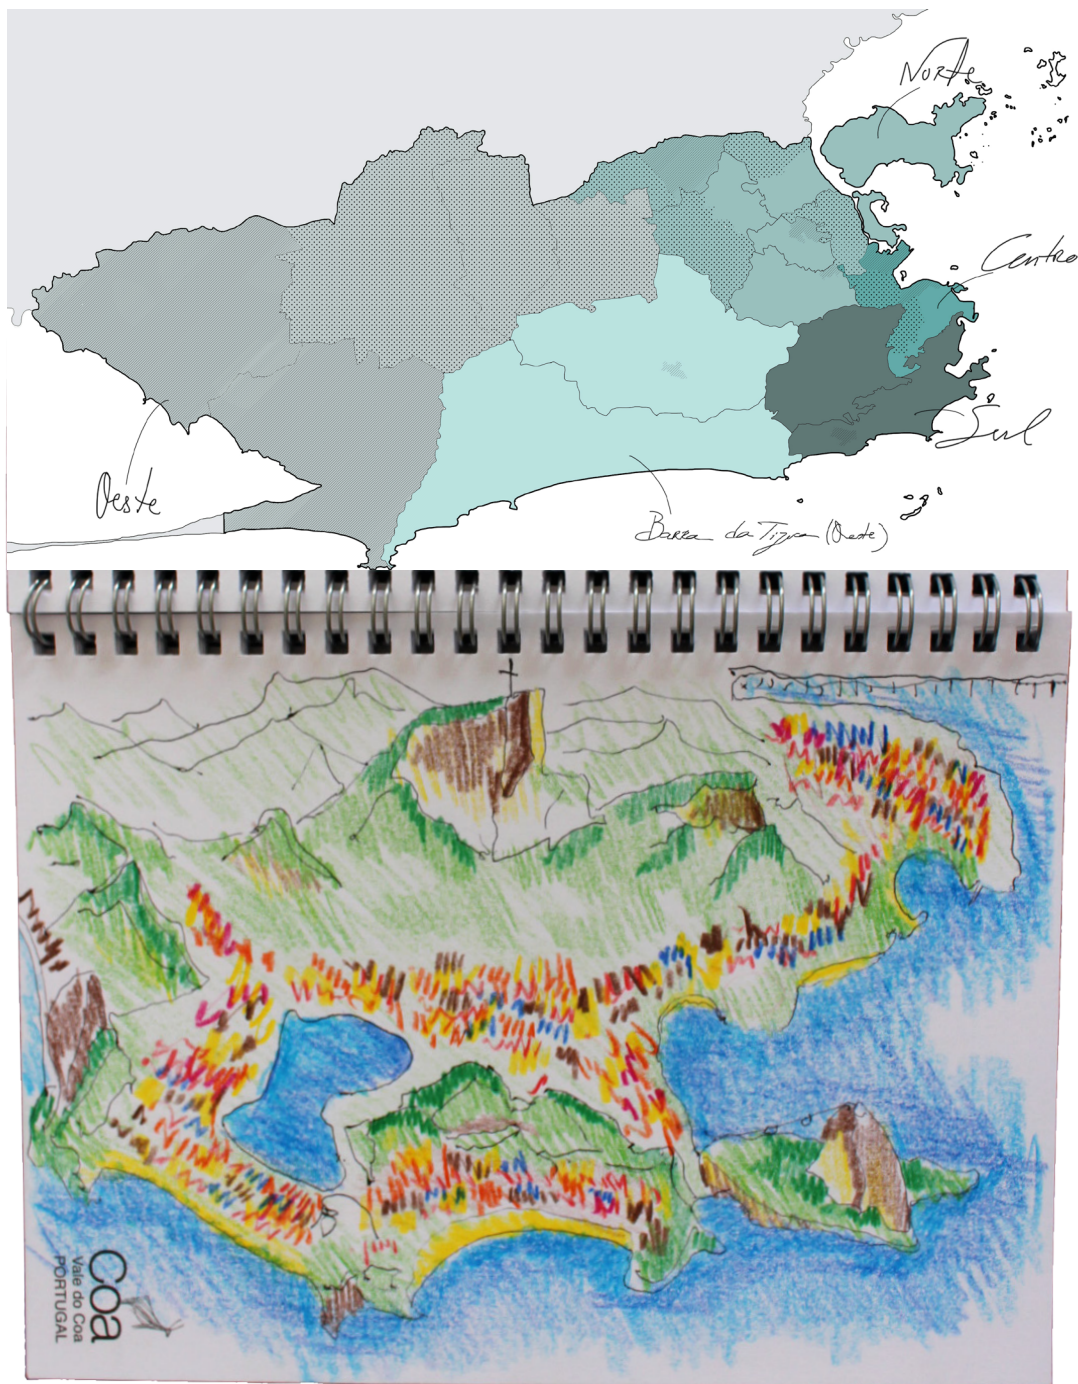 Norte
Centro
Sul
Oeste
Barra da Tijuca (Oeste)
coa
Vale do Coa
PORTUGAL